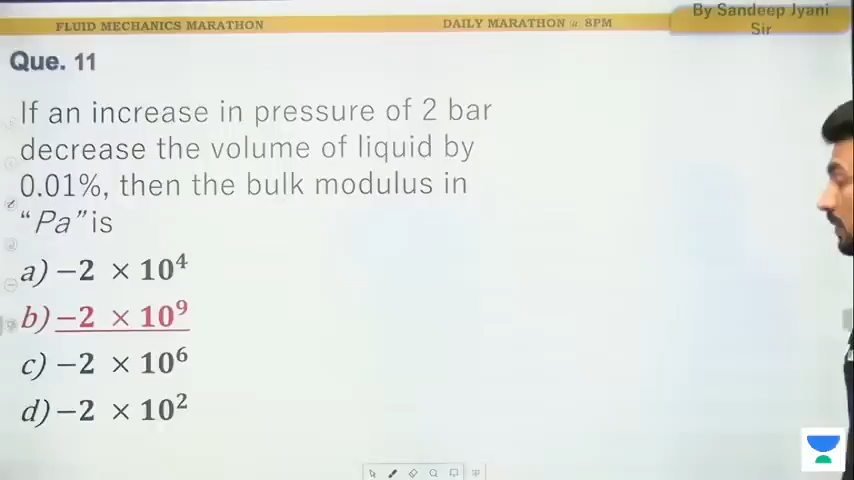 FLUID MECHANICS MARATHON
DAILY MARATHON @ 8PM
By Sandeep Jyani
Sir
Que. 11
If an increase in pressure of 2 bar
decrease the volume of liquid by
0.01%, then the bulk modulus in
“Pa” is
a) −2 × 10⁴
b) −2 × 10⁹
c) −2 × 10⁶
d) −2 × 10²